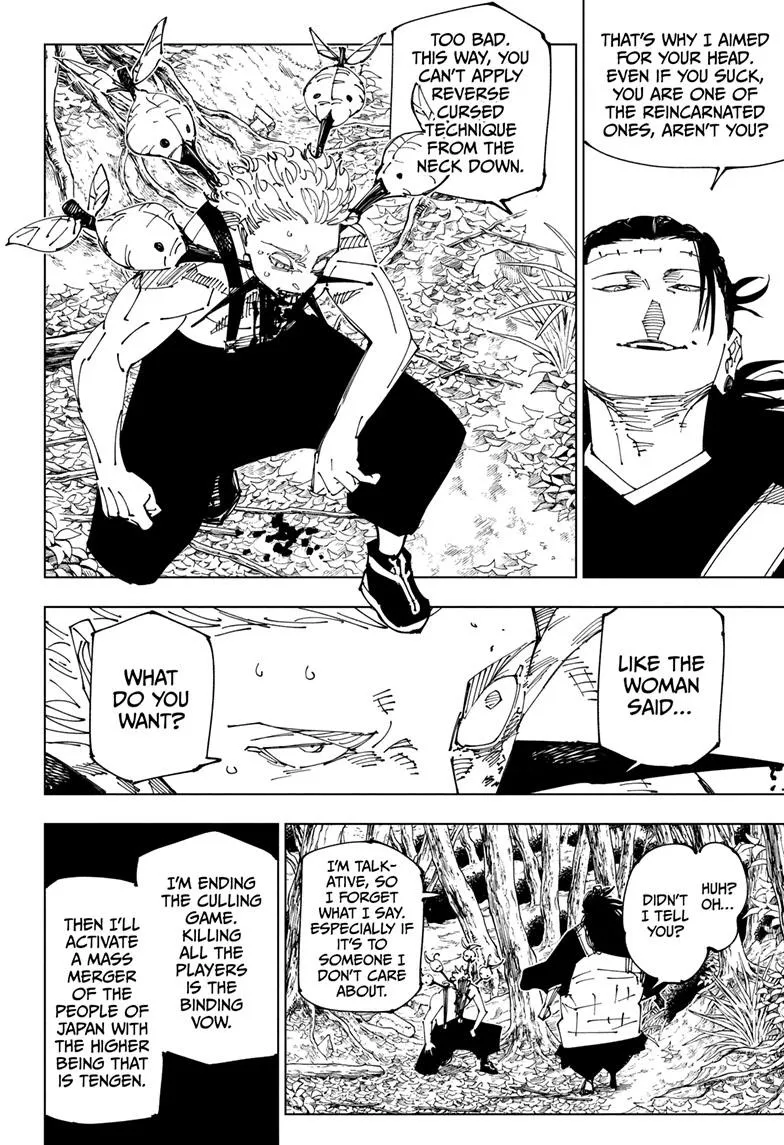 THAT'S WHY I AIMED
FOR YOUR HEAD.
EVEN IF YOU SUCK,
YOU ARE ONE OF
THE REINCARNATED
ONES, AREN'T YOU?
TOO BAD.
THIS WAY, YOU
CAN'T APPLY
REVERSE
CURSED
TECHNIQUE
FROM THE
NECK DOWN.
LIKE THE
WOMAN
SAID...
WHAT
DO YOU
WANT?
HUH?
OH...
DIDN'T
I TELL
YOU?
I'M TALK-
ATIVE, SO
I FORGET
WHAT I SAY.
ESPECIALLY IF
IT'S TO
SOMEONE I
DON'T CARE
ABOUT.
I'M ENDING
THE CULLING
GAME.
KILLING
ALL THE
PLAYERS
IS THE
BINDING
VOW.
THEN I'LL
ACTIVATE
A MASS
MERGER
OF THE
PEOPLE OF
JAPAN WITH
THE HIGHER
BEING THAT
IS TENGEN.